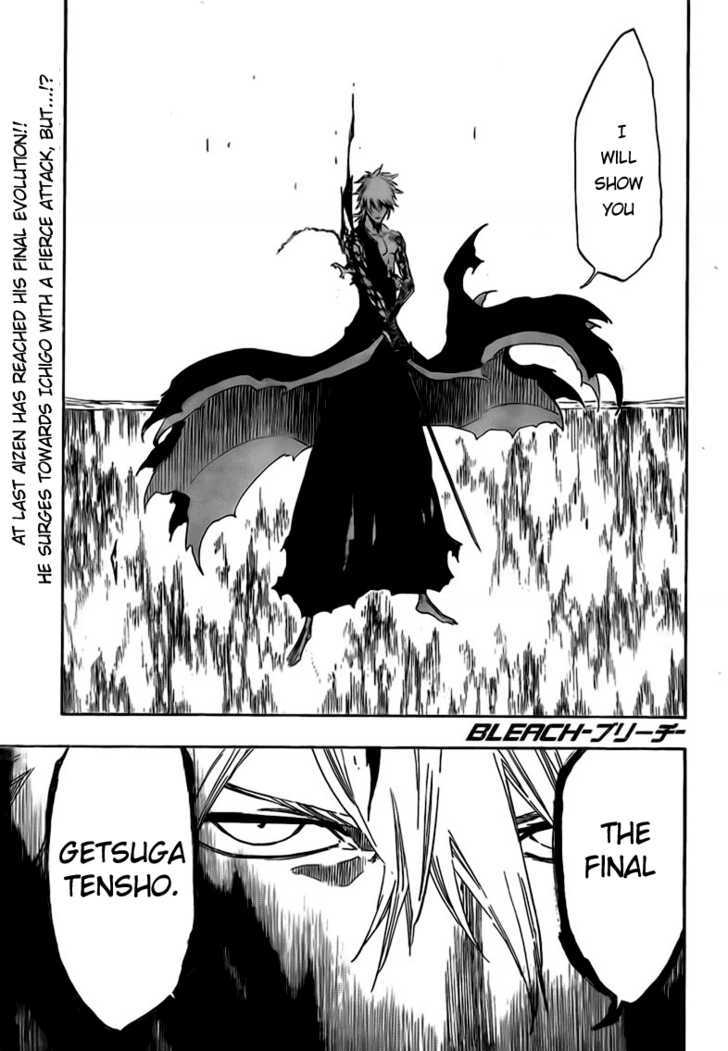 AT LAST AIZEN HAS REACHED HIS FINAL EVOLUTION!!
HE SURGES TOWARDS ICHIGO WITH A FIERCE ATTACK, BUT...!?
I
WILL
SHOW
YOU
BLEACH-ブリーチ-
THE
FINAL
GETSUGA
TENSHO.